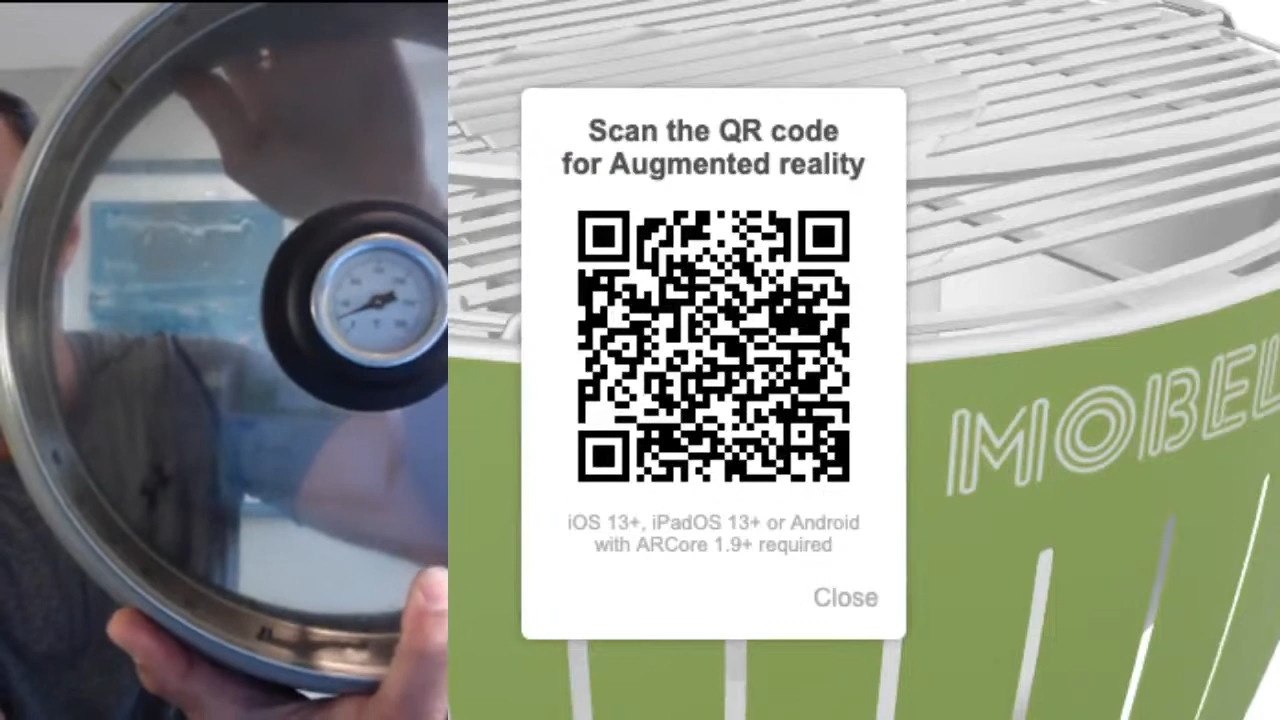 Scan the QR code
for Augmented reality
MOBEL
iOS 13+, iPadOS 13+ or Android
with ARCore 1.9+ required
Close